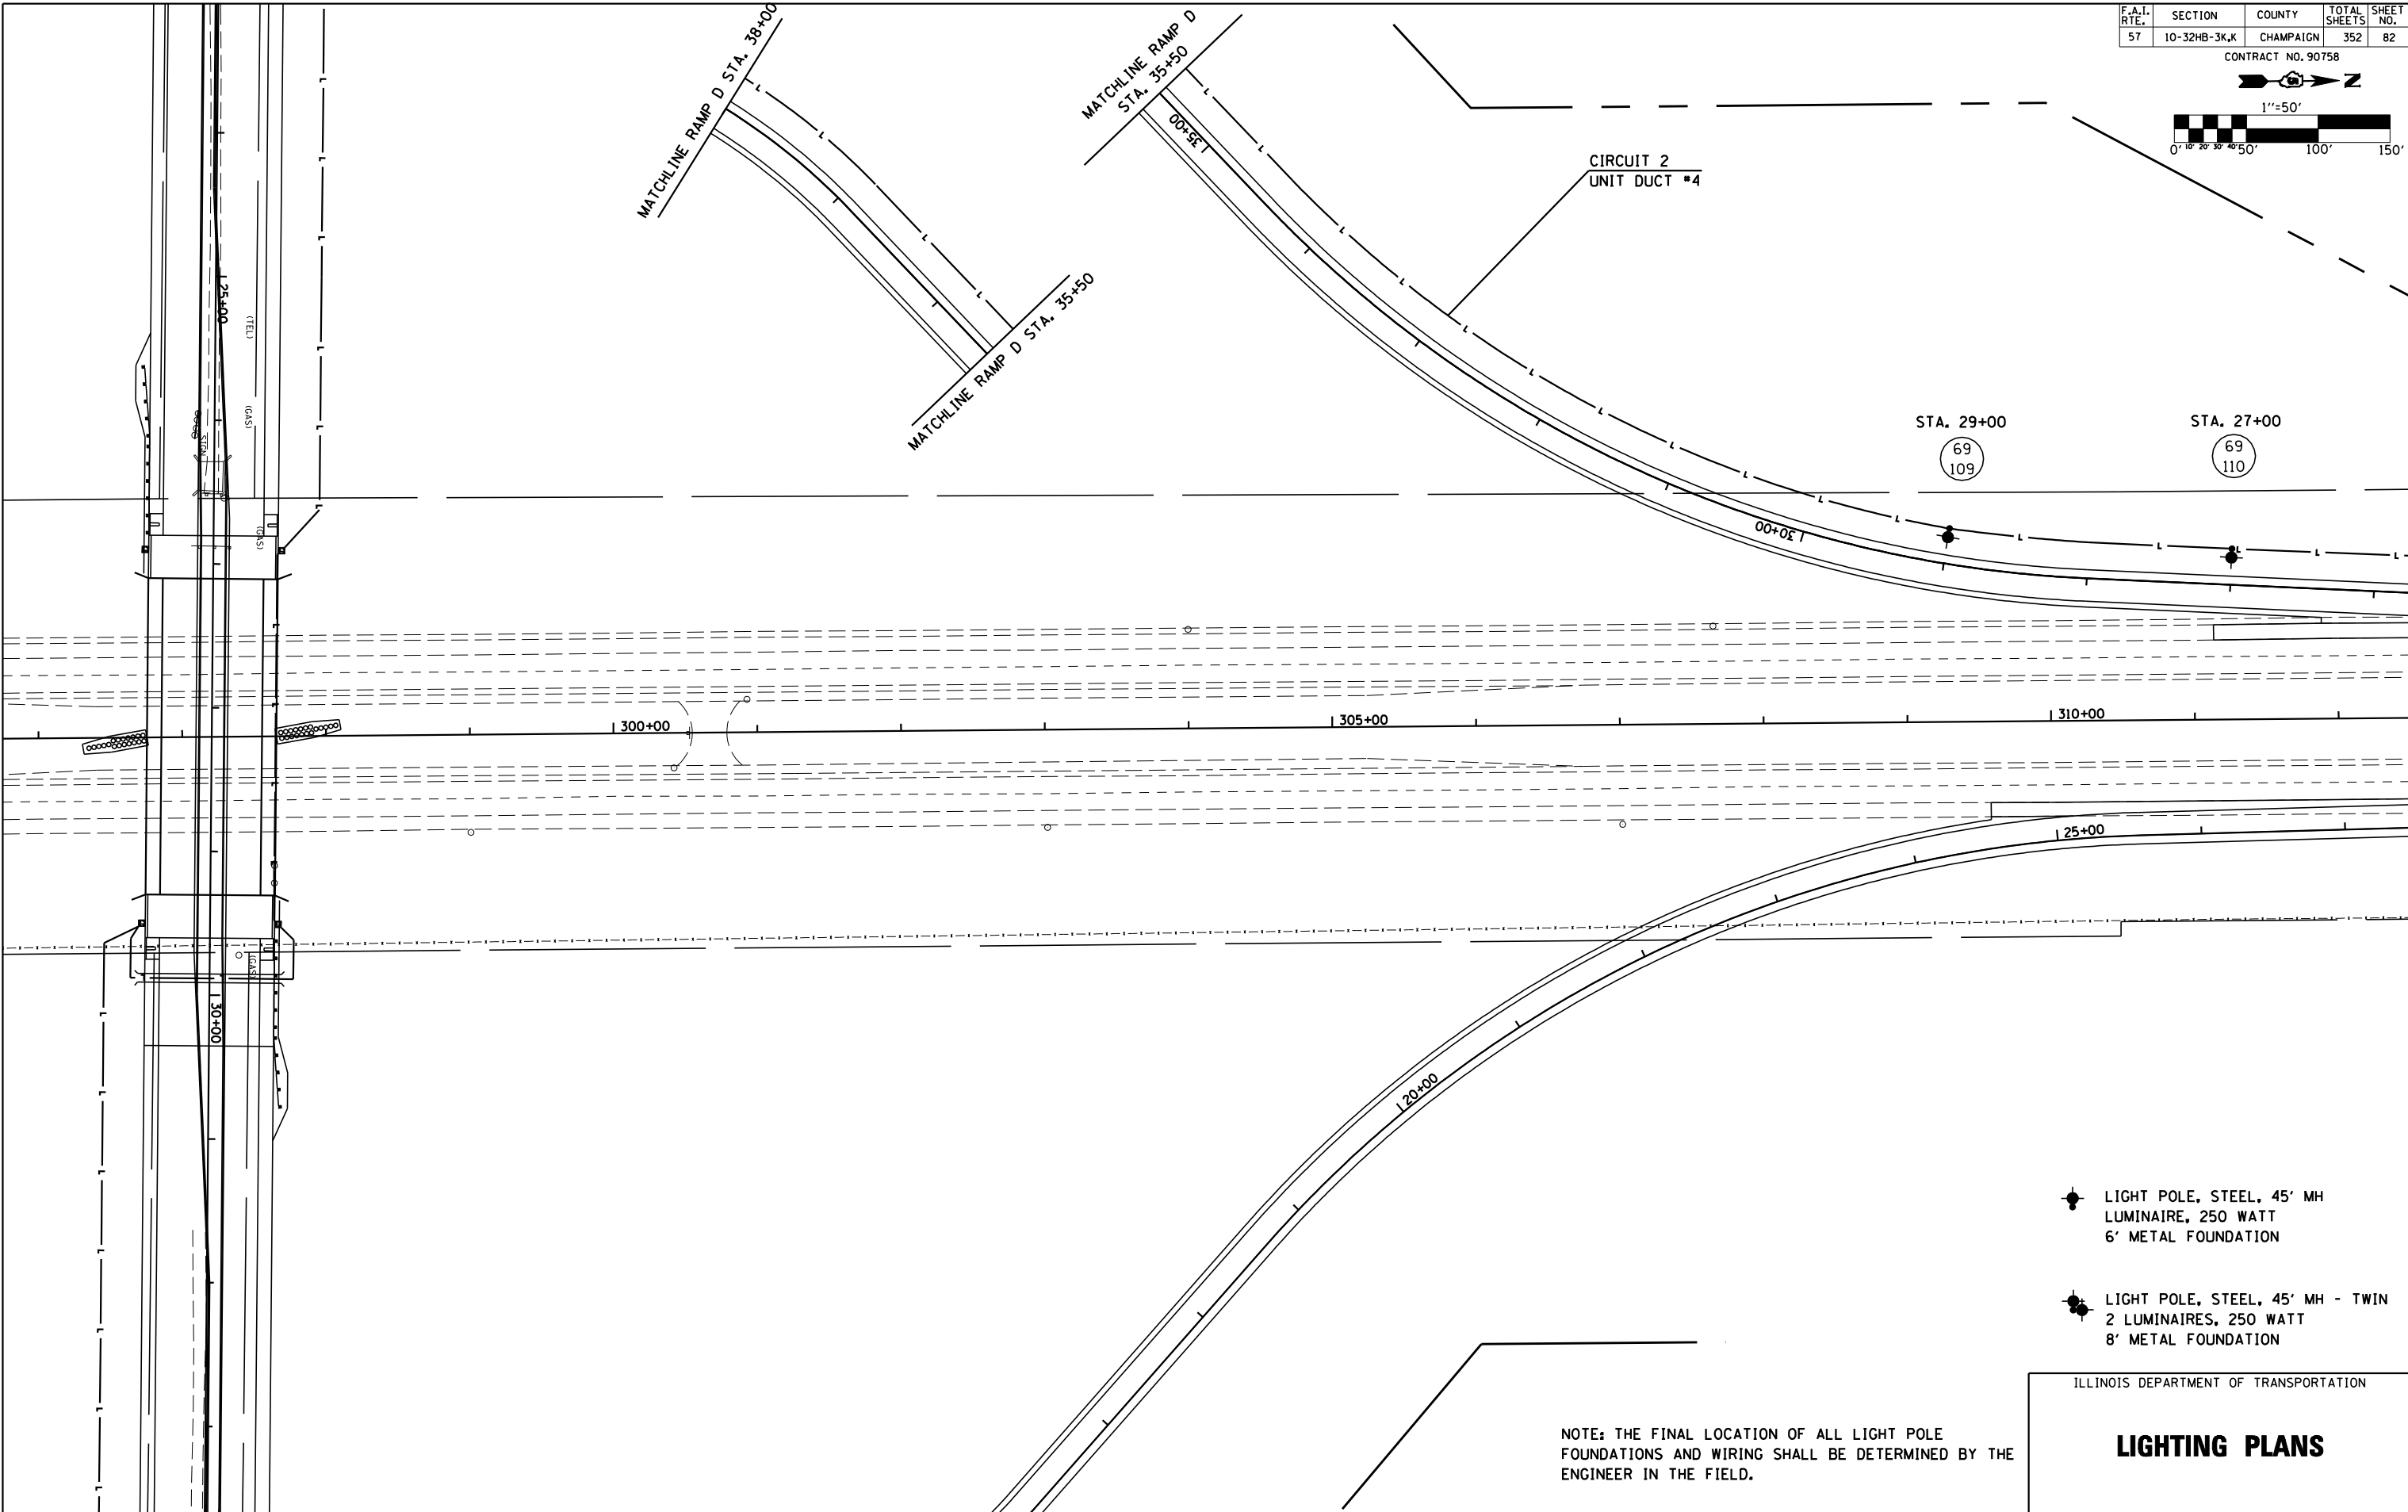 F.A.I. RTE. SECTION COUNTY TOTAL SHEETS SHEET NO.
57 10-32HB-3K,K CHAMPAIGN 352 82
CONTRACT NO. 90758
N
1"=50'
0' 10' 20' 30' 40' 50' 100' 150'
MATCHLINE RAMP D STA. 38+00
MATCHLINE RAMP D STA. 35+50
MATCHLINE RAMP D
STA. 35+50
35+00
CIRCUIT 2
UNIT DUCT #4
STA. 29+00
69
109
STA. 27+00
69
110
30+00
25+00
(TEL)
(GAS)
SIGN
(GAS)
300+00
305+00
310+00
25+00
20+00
(GAS)
30+00
LIGHT POLE, STEEL, 45' MH
LUMINAIRE, 250 WATT
6' METAL FOUNDATION
LIGHT POLE, STEEL, 45' MH - TWIN
2 LUMINAIRES, 250 WATT
8' METAL FOUNDATION
NOTE: THE FINAL LOCATION OF ALL LIGHT POLE
FOUNDATIONS AND WIRING SHALL BE DETERMINED BY THE
ENGINEER IN THE FIELD.
ILLINOIS DEPARTMENT OF TRANSPORTATION
LIGHTING PLANS